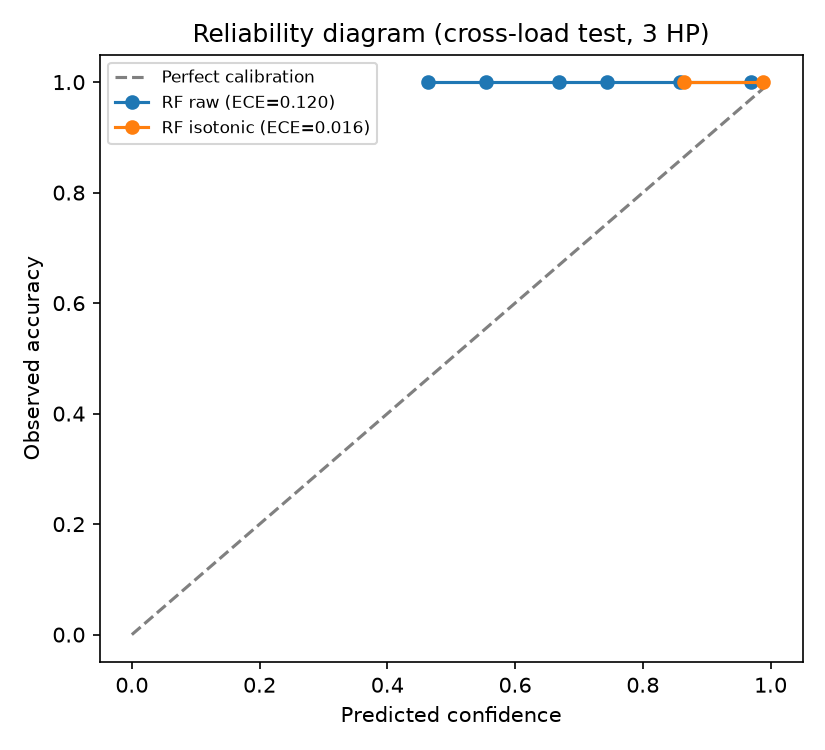 Reliability diagram (cross-load test, 3 HP)
Perfect calibration
RF raw (ECE=0.120)
RF isotonic (ECE=0.016)
1.0
0.8
0.6
0.4
0.2
0.0
Observed accuracy
0.0 0.2 0.4 0.6 0.8 1.0
Predicted confidence